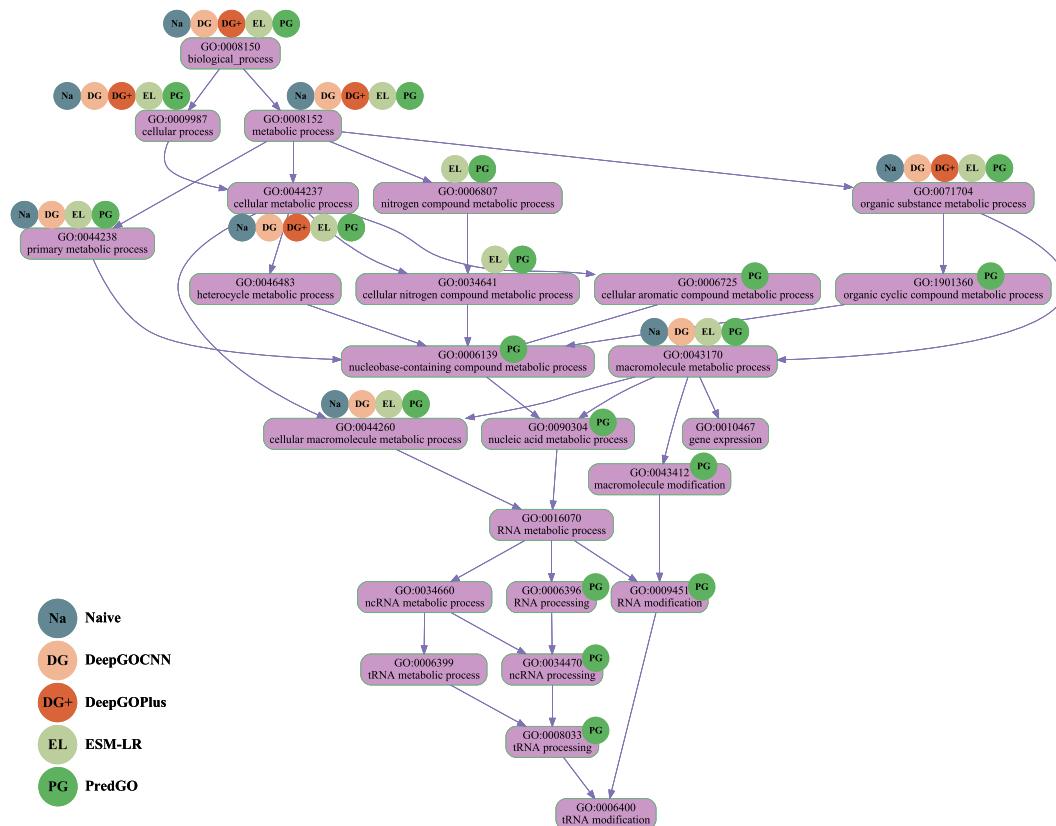 Na DG DG+ EL PG
GO:0008150
biological_process
Na DG DG+ EL PG
GO:0009987
cellular process
Na DG DG+ EL PG
GO:0008152
metabolic process
EL PG
GO:0006807
nitrogen compound metabolic process
Na DG DG+ EL PG
GO:0071704
organic substance metabolic process
GO:0044237
cellular metabolic process
Na DG DG+ EL PG
Na DG EL PG
GO:0044238
primary metabolic process
GO:0046483
heterocycle metabolic process
EL PG
GO:0034641
cellular nitrogen compound metabolic process
PG
GO:0006725
cellular aromatic compound metabolic process
PG
GO:1901360
organic cyclic compound metabolic process
PG
GO:0006139
nucleobase-containing compound metabolic process
Na DG EL PG
GO:0043170
macromolecule metabolic process
Na DG EL PG
GO:0044260
cellular macromolecule metabolic process
PG
GO:0090304
nucleic acid metabolic process
GO:0010467
gene expression
PG
GO:0043412
macromolecule modification
GO:0016070
RNA metabolic process
GO:0034660
ncRNA metabolic process
PG
GO:0006396
RNA processing
PG
GO:0009451
RNA modification
GO:0006399
tRNA metabolic process
PG
GO:0034470
ncRNA processing
PG
GO:0008033
tRNA processing
GO:0006400
tRNA modification
Na Naive
DG DeepGOCNN
DG+ DeepGOPlus
EL ESM-LR
PG PredGO